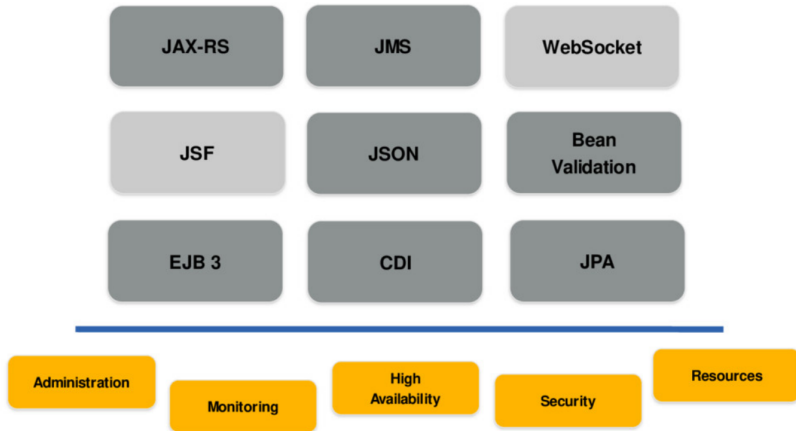 JAX-RS
JMS
WebSocket
JSF
JSON
Bean
Validation
EJB 3
CDI
JPA
Administration
Monitoring
High
Availability
Security
Resources